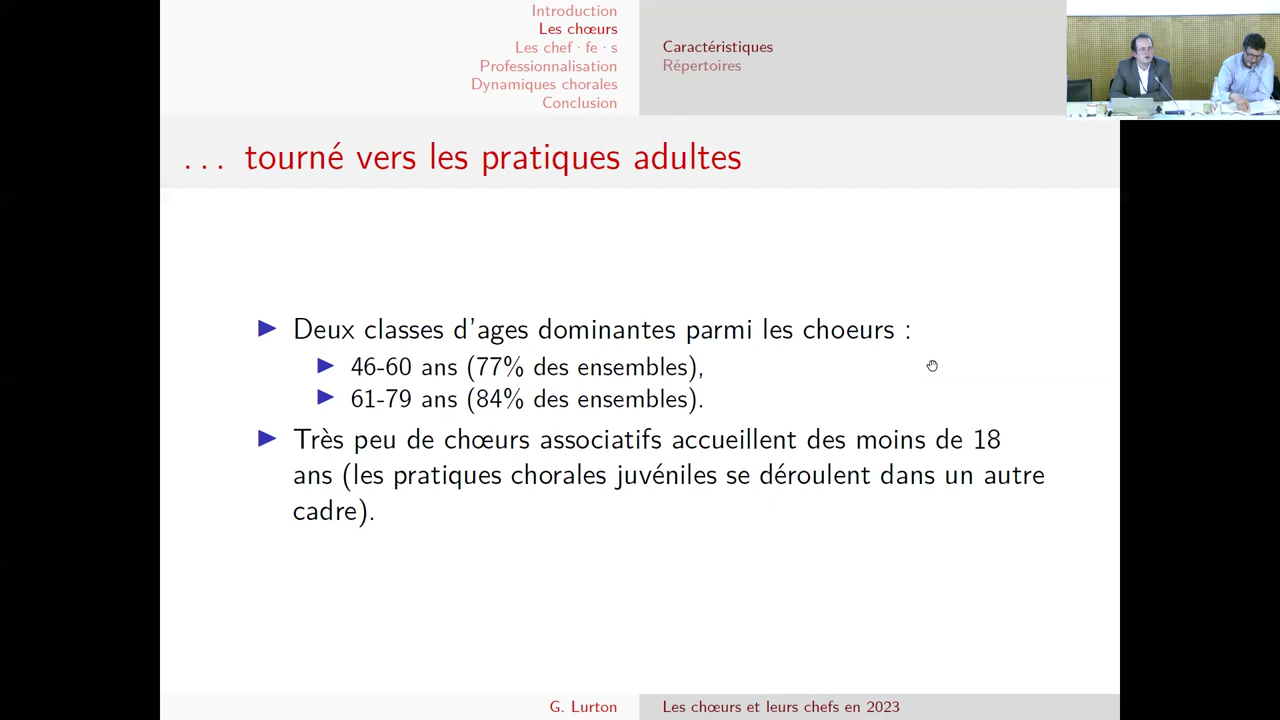 Introduction
Les chœurs
Les chef · fe · s
Professionnalisation
Dynamiques chorales
Conclusion
Caractéristiques
Répertoires
. . . tourné vers les pratiques adultes
Deux classes d'ages dominantes parmi les choeurs :
46-60 ans (77% des ensembles),
61-79 ans (84% des ensembles).
Très peu de chœurs associatifs accueillent des moins de 18
ans (les pratiques chorales juvéniles se déroulent dans un autre
cadre).
G. Lurton
Les chœurs et leurs chefs en 2023